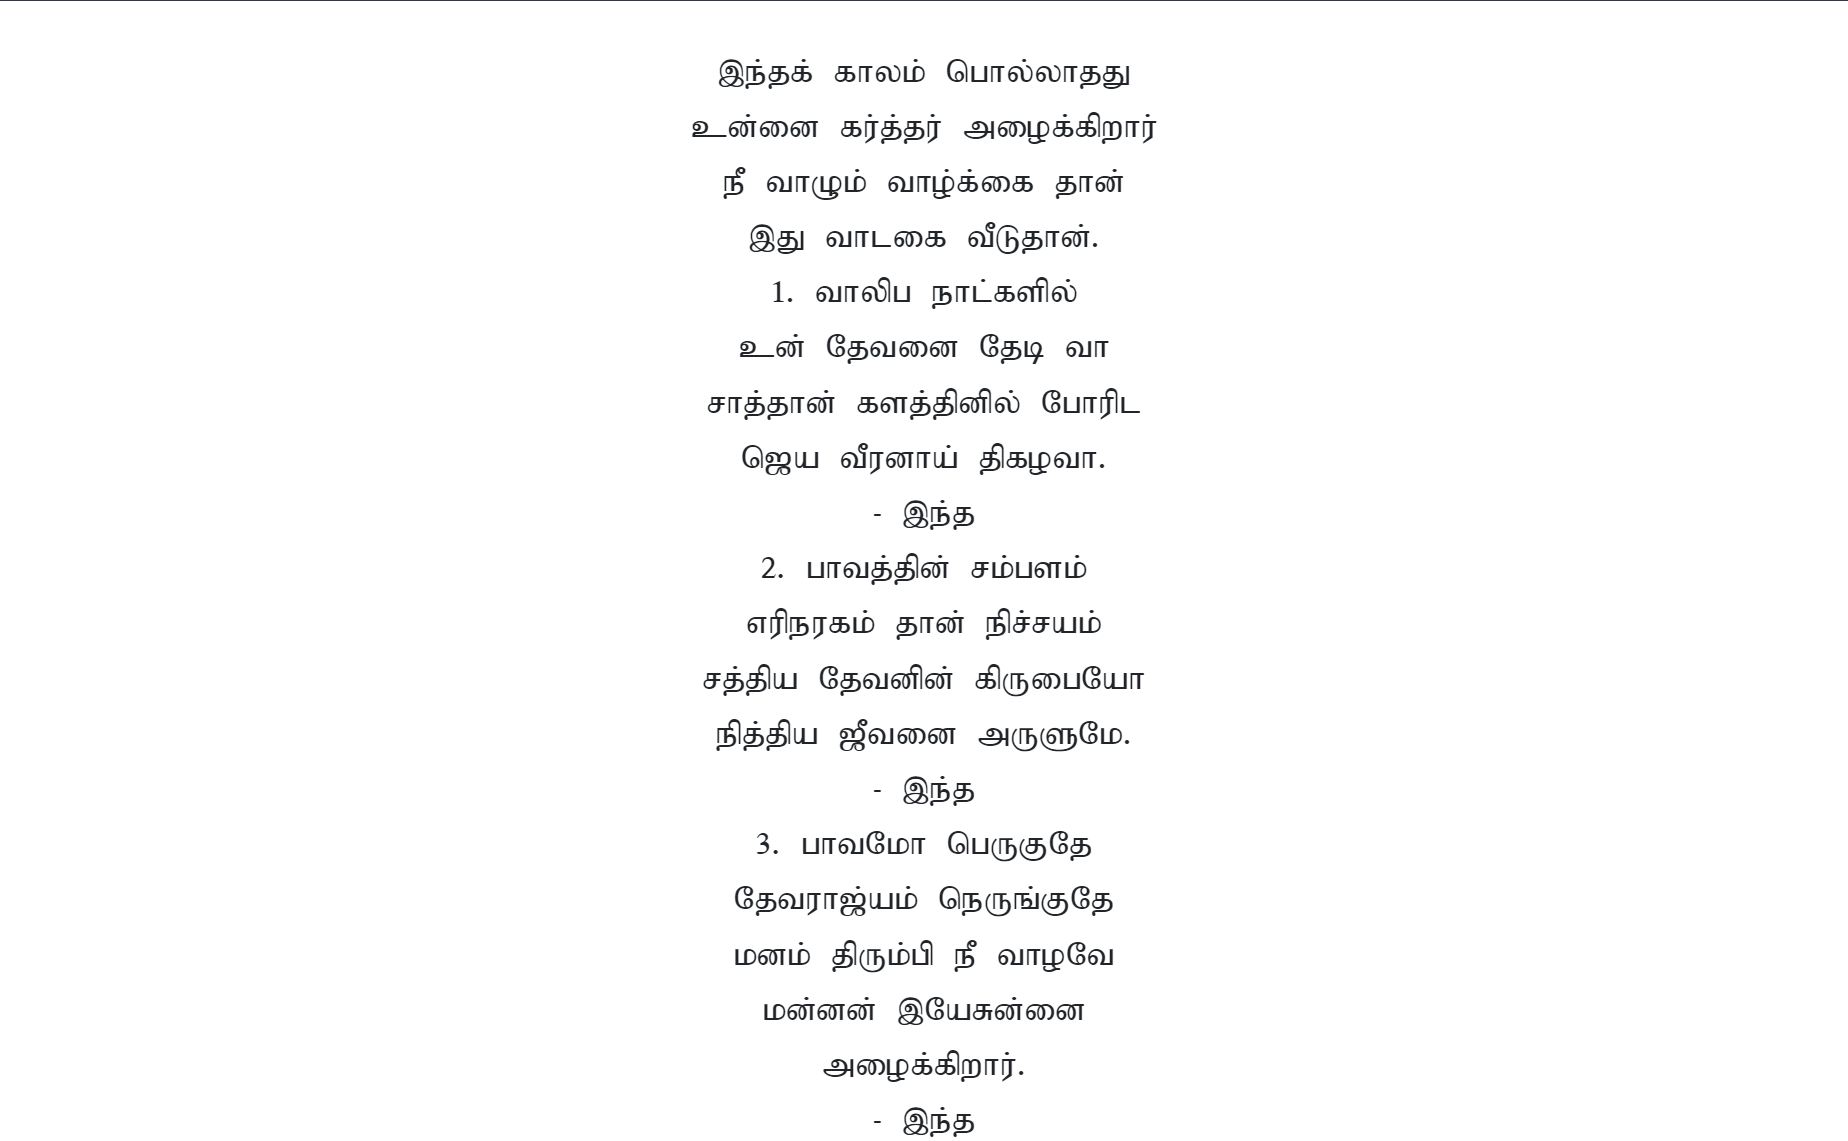 இந்தக் காலம் பொல்லாதது
உன்னை கர்த்தர் அழைக்கிறார்
நீ வாழும் வாழ்க்கை தான்
இது வாடகை வீடுதான்.
1. வாலிப நாட்களில்
உன் தேவனை தேடி வா
சாத்தான் களத்தினில் போரிட
ஜெய வீரனாய் திகழவா.
- இந்த
2. பாவத்தின் சம்பளம்
எரிநரகம் தான் நிச்சயம்
சத்திய தேவனின் கிருபையோ
நித்திய ஜீவனை அருளுமே.
- இந்த
3. பாவமோ பெருகுதே
தேவராஜ்யம் நெருங்குதே
மனம் திரும்பி நீ வாழவே
மன்னன் இயேசுன்னை
அழைக்கிறார்.
- இந்த